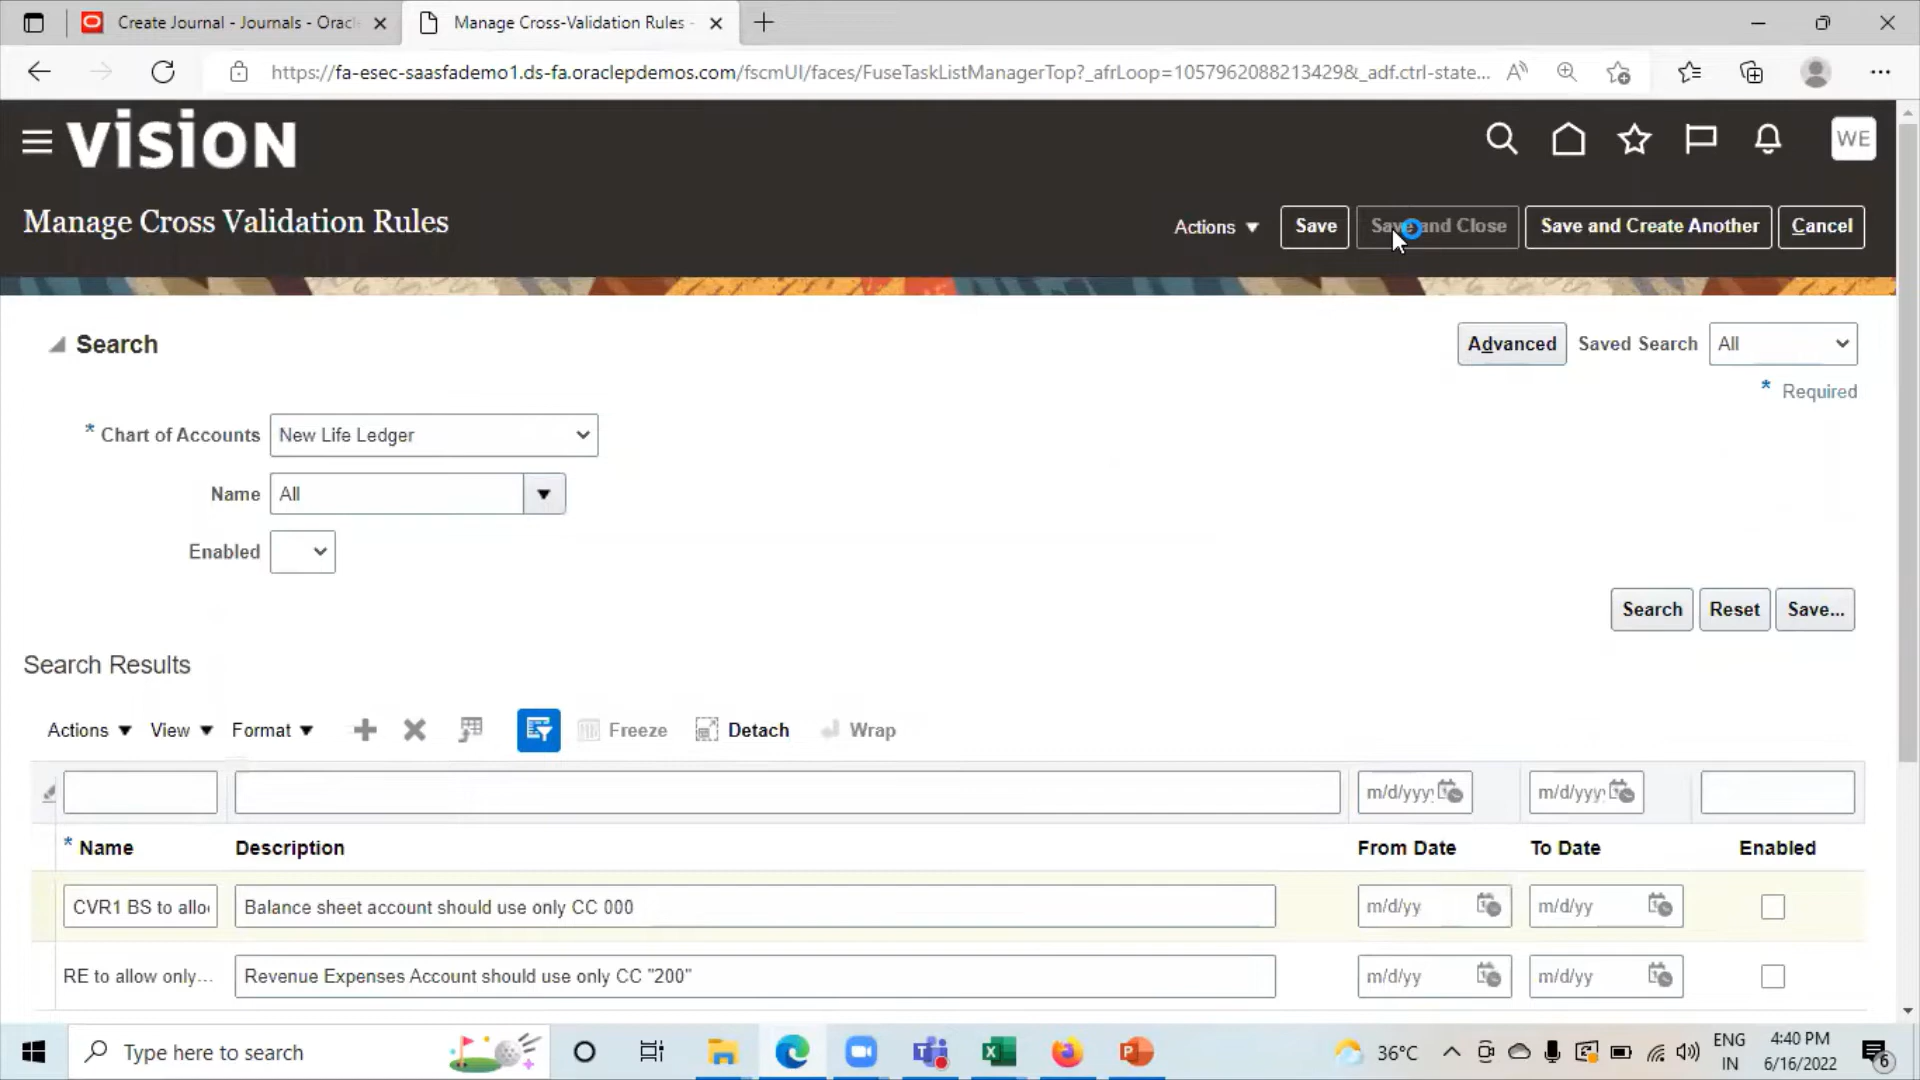 Create Journal - Journals - Orac
Manage Cross-Validation Rules -
https://fa-esec-saasfademo1.ds-fa.oraclepdemos.com/fscmUI/faces/FuseTaskListManagerTop?_afrLoop=1057962088213429&_adf.ctrl-state...
VISION
WE
Manage Cross Validation Rules
Actions Save Save and Close Save and Create Another Cancel
Search
Advanced Saved Search All
* Required
* Chart of Accounts New Life Ledger
Name All
Enabled
Search Reset Save...
Search Results
Actions View Format Freeze Detach Wrap
m/d/yyy m/d/yyy
* Name Description From Date To Date Enabled
CVR1 BS to allo Balance sheet account should use only CC 000 m/d/yy m/d/yy
RE to allow only... Revenue Expenses Account should use only CC "200" m/d/yy m/d/yy
Type here to search
36°C
ENG
IN
4:40 PM
6/16/2022
6